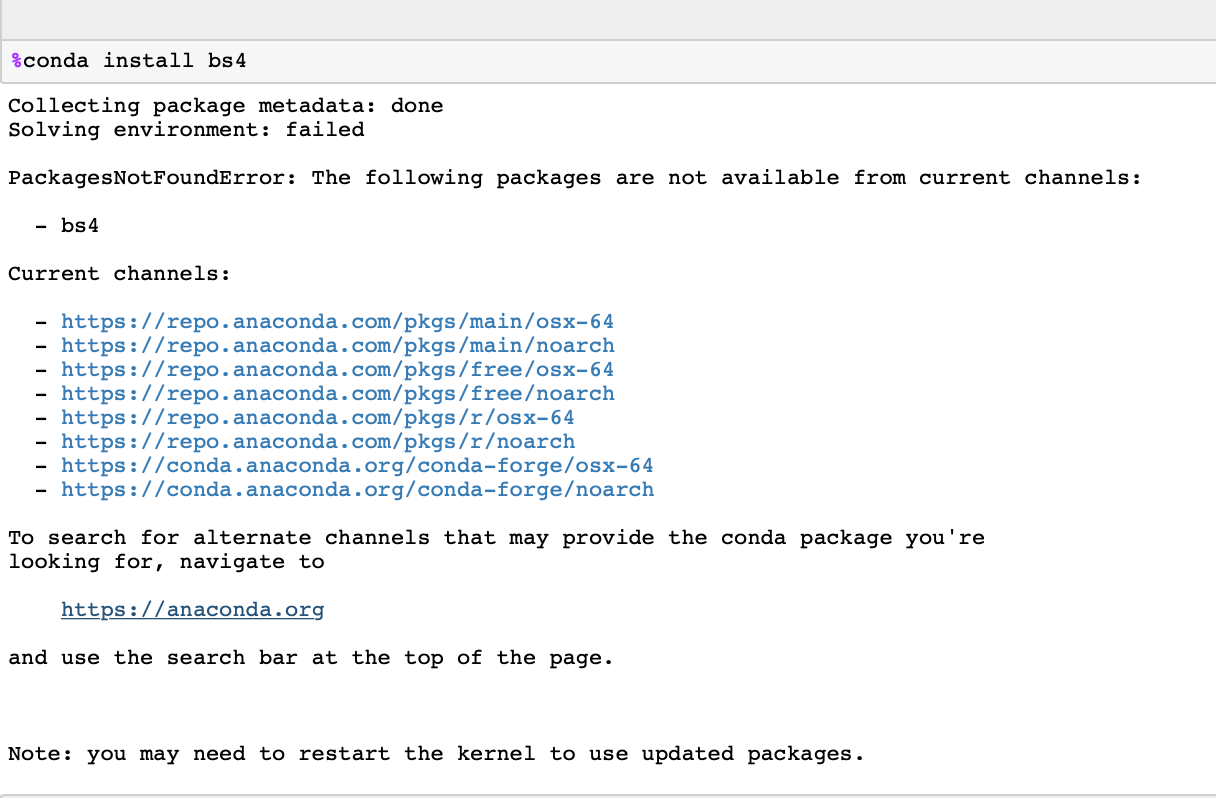 %conda install bs4
Collecting package metadata: done
Solving environment: failed
PackagesNotFoundError: The following packages are not available from current channels:
- bs4
Current channels:
- https://repo.anaconda.com/pkgs/main/osx-64
- https://repo.anaconda.com/pkgs/main/noarch
- https://repo.anaconda.com/pkgs/free/osx-64
- https://repo.anaconda.com/pkgs/free/noarch
- https://repo.anaconda.com/pkgs/r/osx-64
- https://repo.anaconda.com/pkgs/r/noarch
- https://conda.anaconda.org/conda-forge/osx-64
- https://conda.anaconda.org/conda-forge/noarch
To search for alternate channels that may provide the conda package you're
looking for, navigate to
https://anaconda.org
and use the search bar at the top of the page.
Note: you may need to restart the kernel to use updated packages.